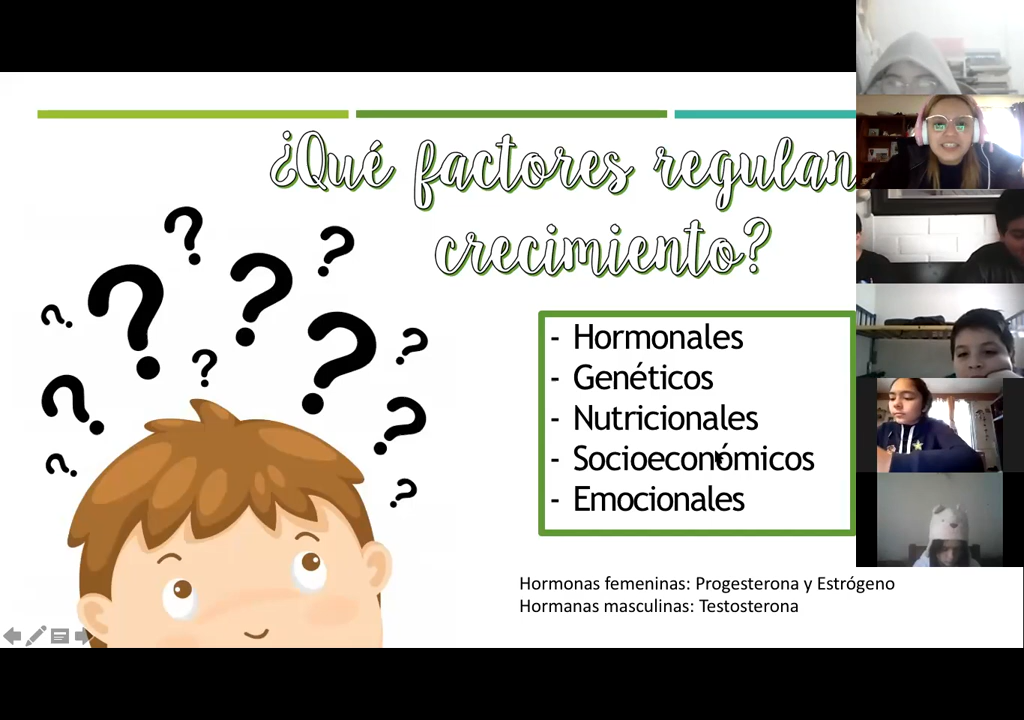 ¿Qué factores regulan
crecimiento?
- Hormonales
- Genéticos
- Nutricionales
- Socioeconómicos
- Emocionales
Hormonas femeninas: Progesterona y Estrógeno
Hormanas masculinas: Testosterona